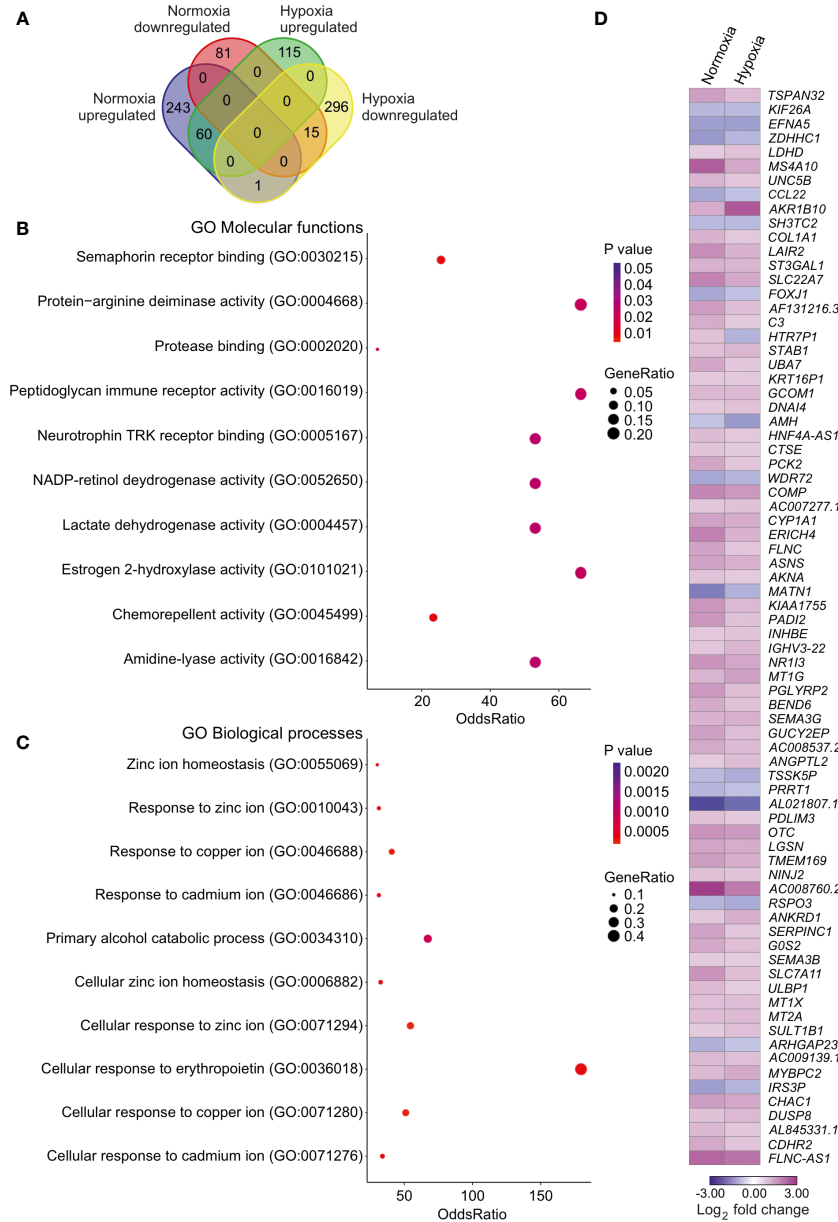 A
Normoxia
downregulated
Hypoxia
upregulated
Normoxia
upregulated
Hypoxia
downregulated
81
115
0
0
0
243
0
0
296
60
0
15
0
0
1
B
GO Molecular functions
Semaphorin receptor binding (GO:0030215)
Protein−arginine deiminase activity (GO:0004668)
Protease binding (GO:0002020)
Peptidoglycan immune receptor activity (GO:0016019)
Neurotrophin TRK receptor binding (GO:0005167)
NADP-retinol deydrogenase activity (GO:0052650)
Lactate dehydrogenase activity (GO:0004457)
Estrogen 2-hydroxylase activity (GO:0101021)
Chemorepellent activity (GO:0045499)
Amidine-lyase activity (GO:0016842)
20
40
60
OddsRatio
P value
0.05
0.04
0.03
0.02
0.01
GeneRatio
0.05
0.10
0.15
0.20
C
GO Biological processes
Zinc ion homeostasis (GO:0055069)
Response to zinc ion (GO:0010043)
Response to copper ion (GO:0046688)
Response to cadmium ion (GO:0046686)
Primary alcohol catabolic process (GO:0034310)
Cellular zinc ion homeostasis (GO:0006882)
Cellular response to zinc ion (GO:0071294)
Cellular response to erythropoietin (GO:0036018)
Cellular response to copper ion (GO:0071280)
Cellular response to cadmium ion (GO:0071276)
50
100
150
OddsRatio
P value
0.0020
0.0015
0.0010
0.0005
GeneRatio
0.1
0.2
0.3
0.4
D
Normoxia
Hypoxia
TSPAN32
KIF26A
EFNA5
ZDHHC1
LDHD
MS4A10
UNC5B
CCL22
AKR1B10
SH3TC2
COL1A1
LAIR2
ST3GAL1
SLC22A7
FOXJ1
AF131216.3
C3
HTR7P1
STAB1
UBA7
KRT16P1
GCOM1
DNAI4
AMH
HNF4A-AS1
CTSE
PCK2
WDR72
COMP
AC007277.1
CYP1A1
ERICH4
FLNC
ASNS
AKNA
MATN1
KIAA1755
PADI2
INHBE
IGHV3-22
NR1I3
MT1G
PGLYRP2
BEND6
SEMA3G
GUCY2EP
AC008537.2
ANGPTL2
TSSK5P
PRRT1
AL021807.1
PDLIM3
OTC
LGSN
TMEM169
NINJ2
AC008760.2
RSPO3
ANKRD1
SERPINC1
G0S2
SEMA3B
SLC7A11
ULBP1
MT1X
MT2A
SULT1B1
ARHGAP23
AC009139.1
MYBPC2
IRS3P
CHAC1
DUSP8
AL845331.1
CDHR2
FLNC-AS1
-3.00 0.00 3.00
Log2 fold change